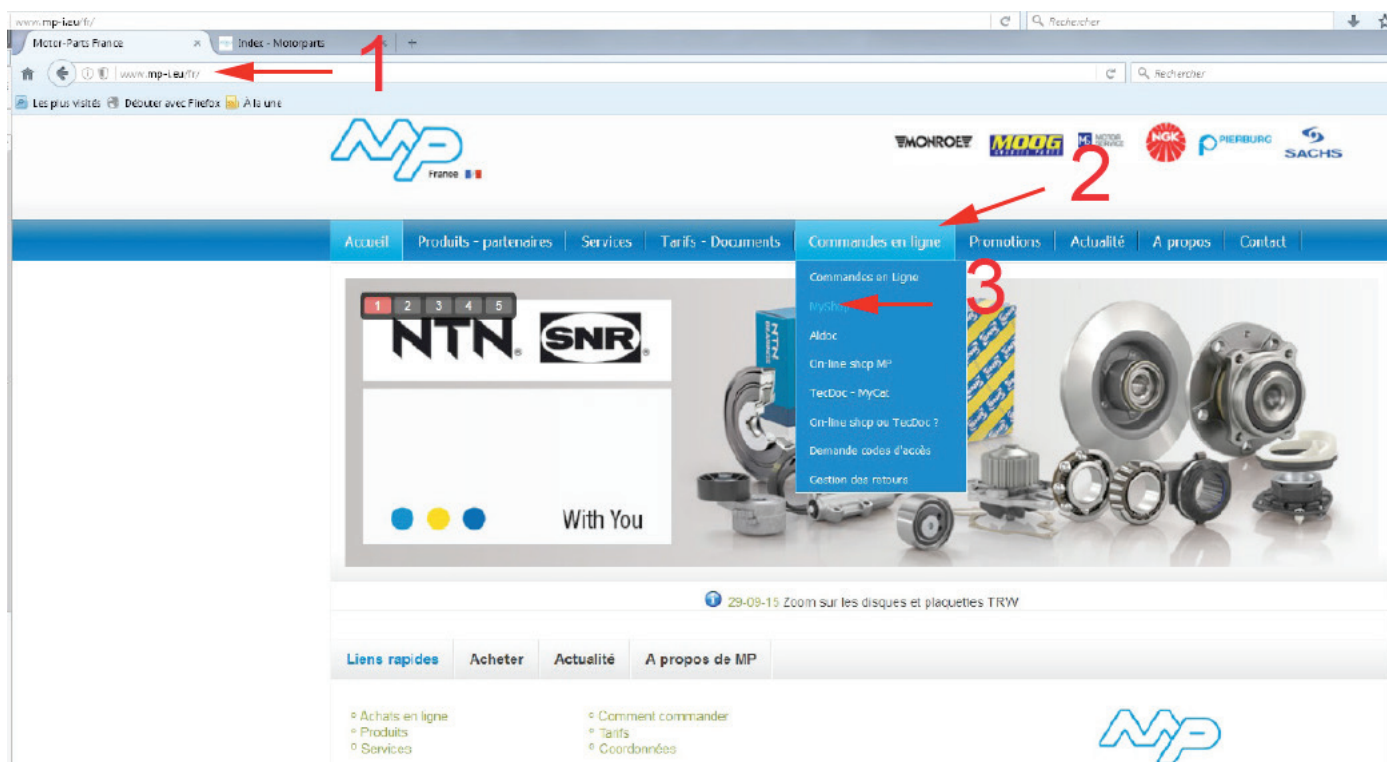 www.mp-i.eu/fr/
Rechercher
Motor-Parts France
Index - Motorparts
1
www.mp-i.eu/fr/
Rechercher
Les plus visités
Débuter avec Firefox
À la une
MP
France
MONROE
MOOG
MOTOR SERVICE
NGK
PIERBURG
SACHS
2
Accueil
Produits - partenaires
Services
Tarifs - Documents
Commandes en ligne
Promotions
Actualité
A propos
Contact
Commandes en Ligne
MyShop
3
Aldoc
On-line shop MP
TecDoc - MyCat
On-line shop ou TecDoc ?
Demande codes d'accès
Gestion des retours
1 2 3 4 5
NTN. SNR.
NTN
With You
29-09-15 Zoom sur les disques et plaquettes TRW
Liens rapides
Acheter
Actualité
A propos de MP
Achats en ligne
Produits
Services
Comment commander
Tarifs
Coordonnées
MP